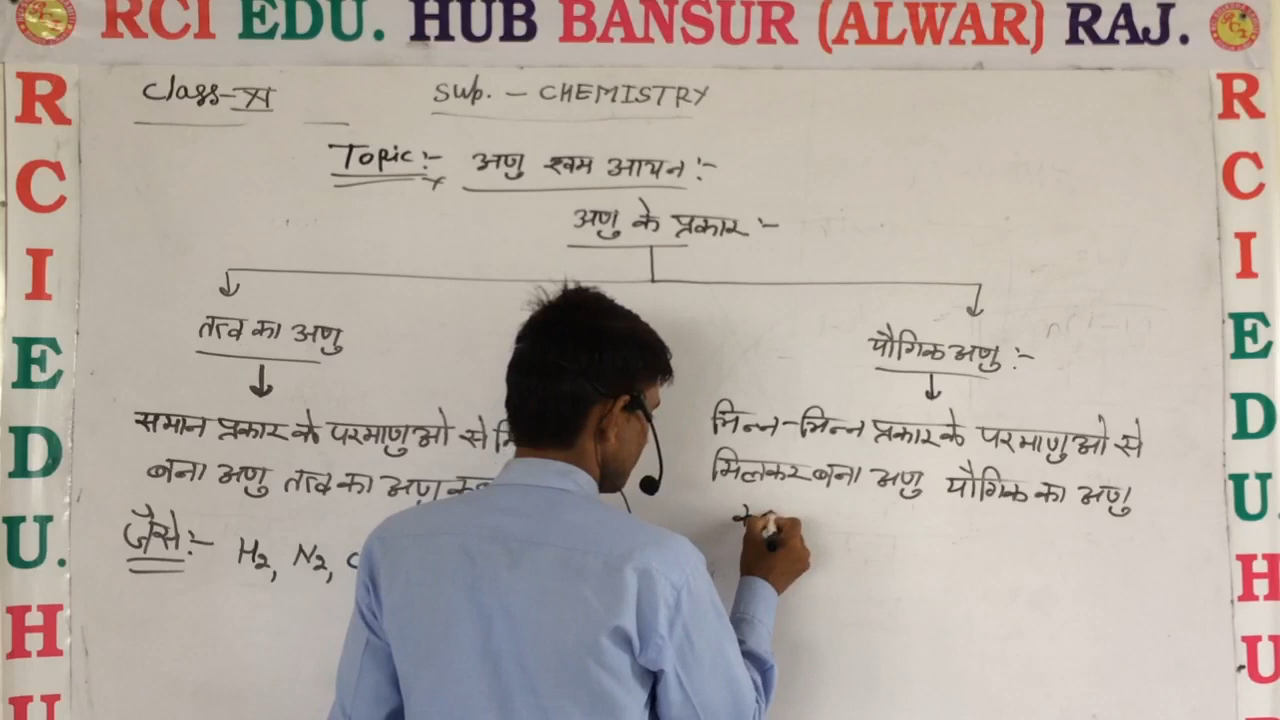 RCI EDU. HUB BANSUR (ALWAR) RAJ.
Class-XI Sub. - CHEMISTRY
Topic:- अणु एवम आयन:-
अणु के प्रकार:-
तत्व का अणु
यौगिक अणु:-
समान प्रकार के परमाणुओ से
बना अणु तत्व का अणु
जैसे:- H2, N2,
भिन्न-भिन्न प्रकार के परमाणुओ से
मिलकर बना अणु यौगिक का अणु
R
C
I
E
D
U.
H
U
R
C
I
E
D
U.
H
U